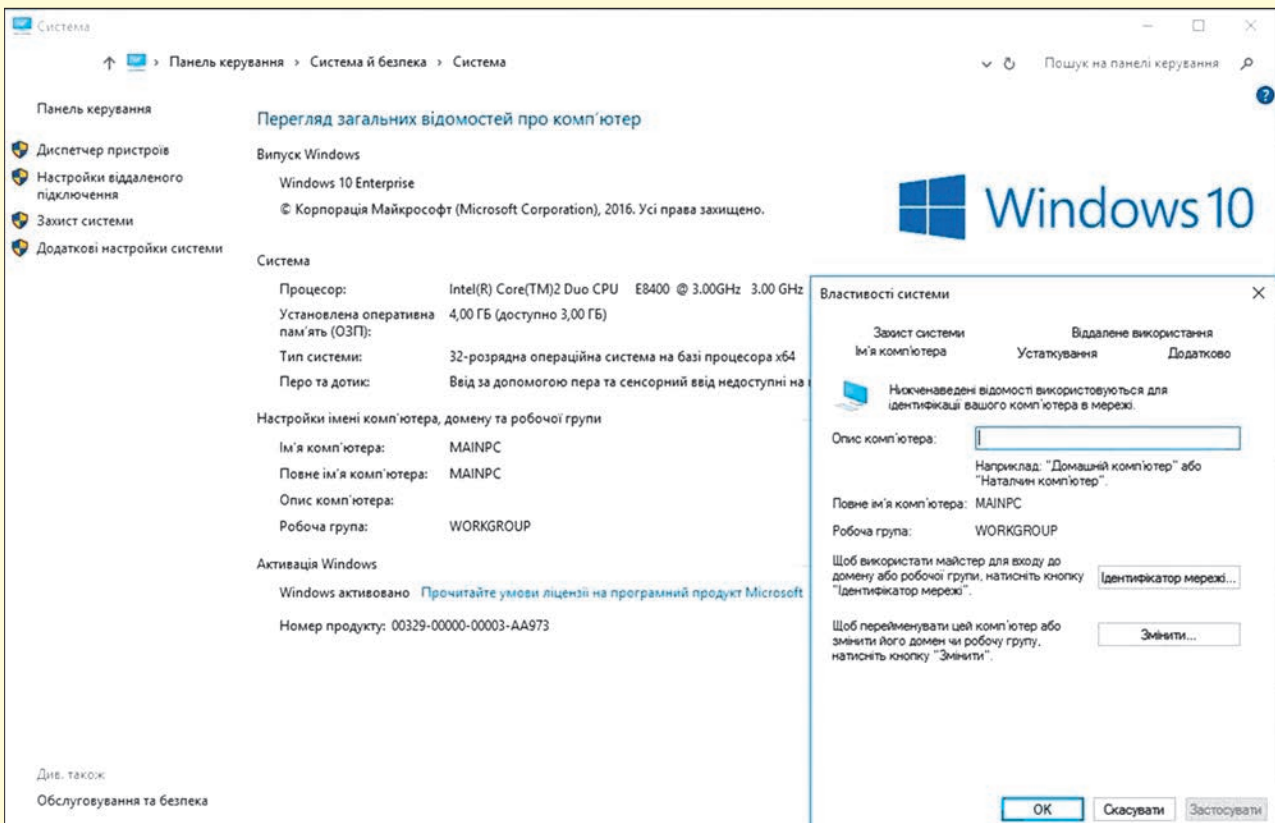 Система
Панель керування › Система й безпека › Система
Пошук на панелі керування
Панель керування
Диспетчер пристроїв
Настройки віддаленого
підключення
Захист системи
Додаткові настройки системи
Перегляд загальних відомостей про комп'ютер
Випуск Windows
Windows 10 Enterprise
© Корпорація Майкрософт (Microsoft Corporation), 2016. Усі права захищено.
Windows 10
Система
Процесор: Intel(R) Core(TM)2 Duo CPU E8400 @ 3.00GHz 3.00 GHz
Установлена оперативна 4,00 ГБ (доступно 3,00 ГБ)
пам'ять (ОЗП):
Тип системи: 32-розрядна операційна система на базі процесора x64
Перо та дотик: Ввід за допомогою пера та сенсорний ввід недоступні на
Настройки імені комп'ютера, домену та робочої групи
Ім'я комп'ютера: MAINPC
Повне ім'я комп'ютера: MAINPC
Опис комп'ютера:
Робоча група: WORKGROUP
Активація Windows
Windows активовано Прочитайте умови ліцензії на програмний продукт Microsoft
Номер продукту: 00329-00000-00003-AA973
Див. також
Обслуговування та безпека
Властивості системи
Захист системи Віддалене використання
Ім'я комп'ютера Устаткування Додатково
Нижченаведені відомості використовуються для
ідентифікації вашого комп'ютера в мережі.
Опис комп'ютера:
Наприклад: "Домашній комп'ютер" або
"Наталчин комп'ютер".
Повне ім'я комп'ютера: MAINPC
Робоча група: WORKGROUP
Щоб використати майстер для входу до
домену або робочої групи, натисніть кнопку
"Ідентифікатор мережі".
Ідентифікатор мережі...
Щоб перейменувати цей комп'ютер або
змінити його домен чи робочу групу,
натисніть кнопку "Змінити".
Змінити...
ОК Скасувати Застосувати